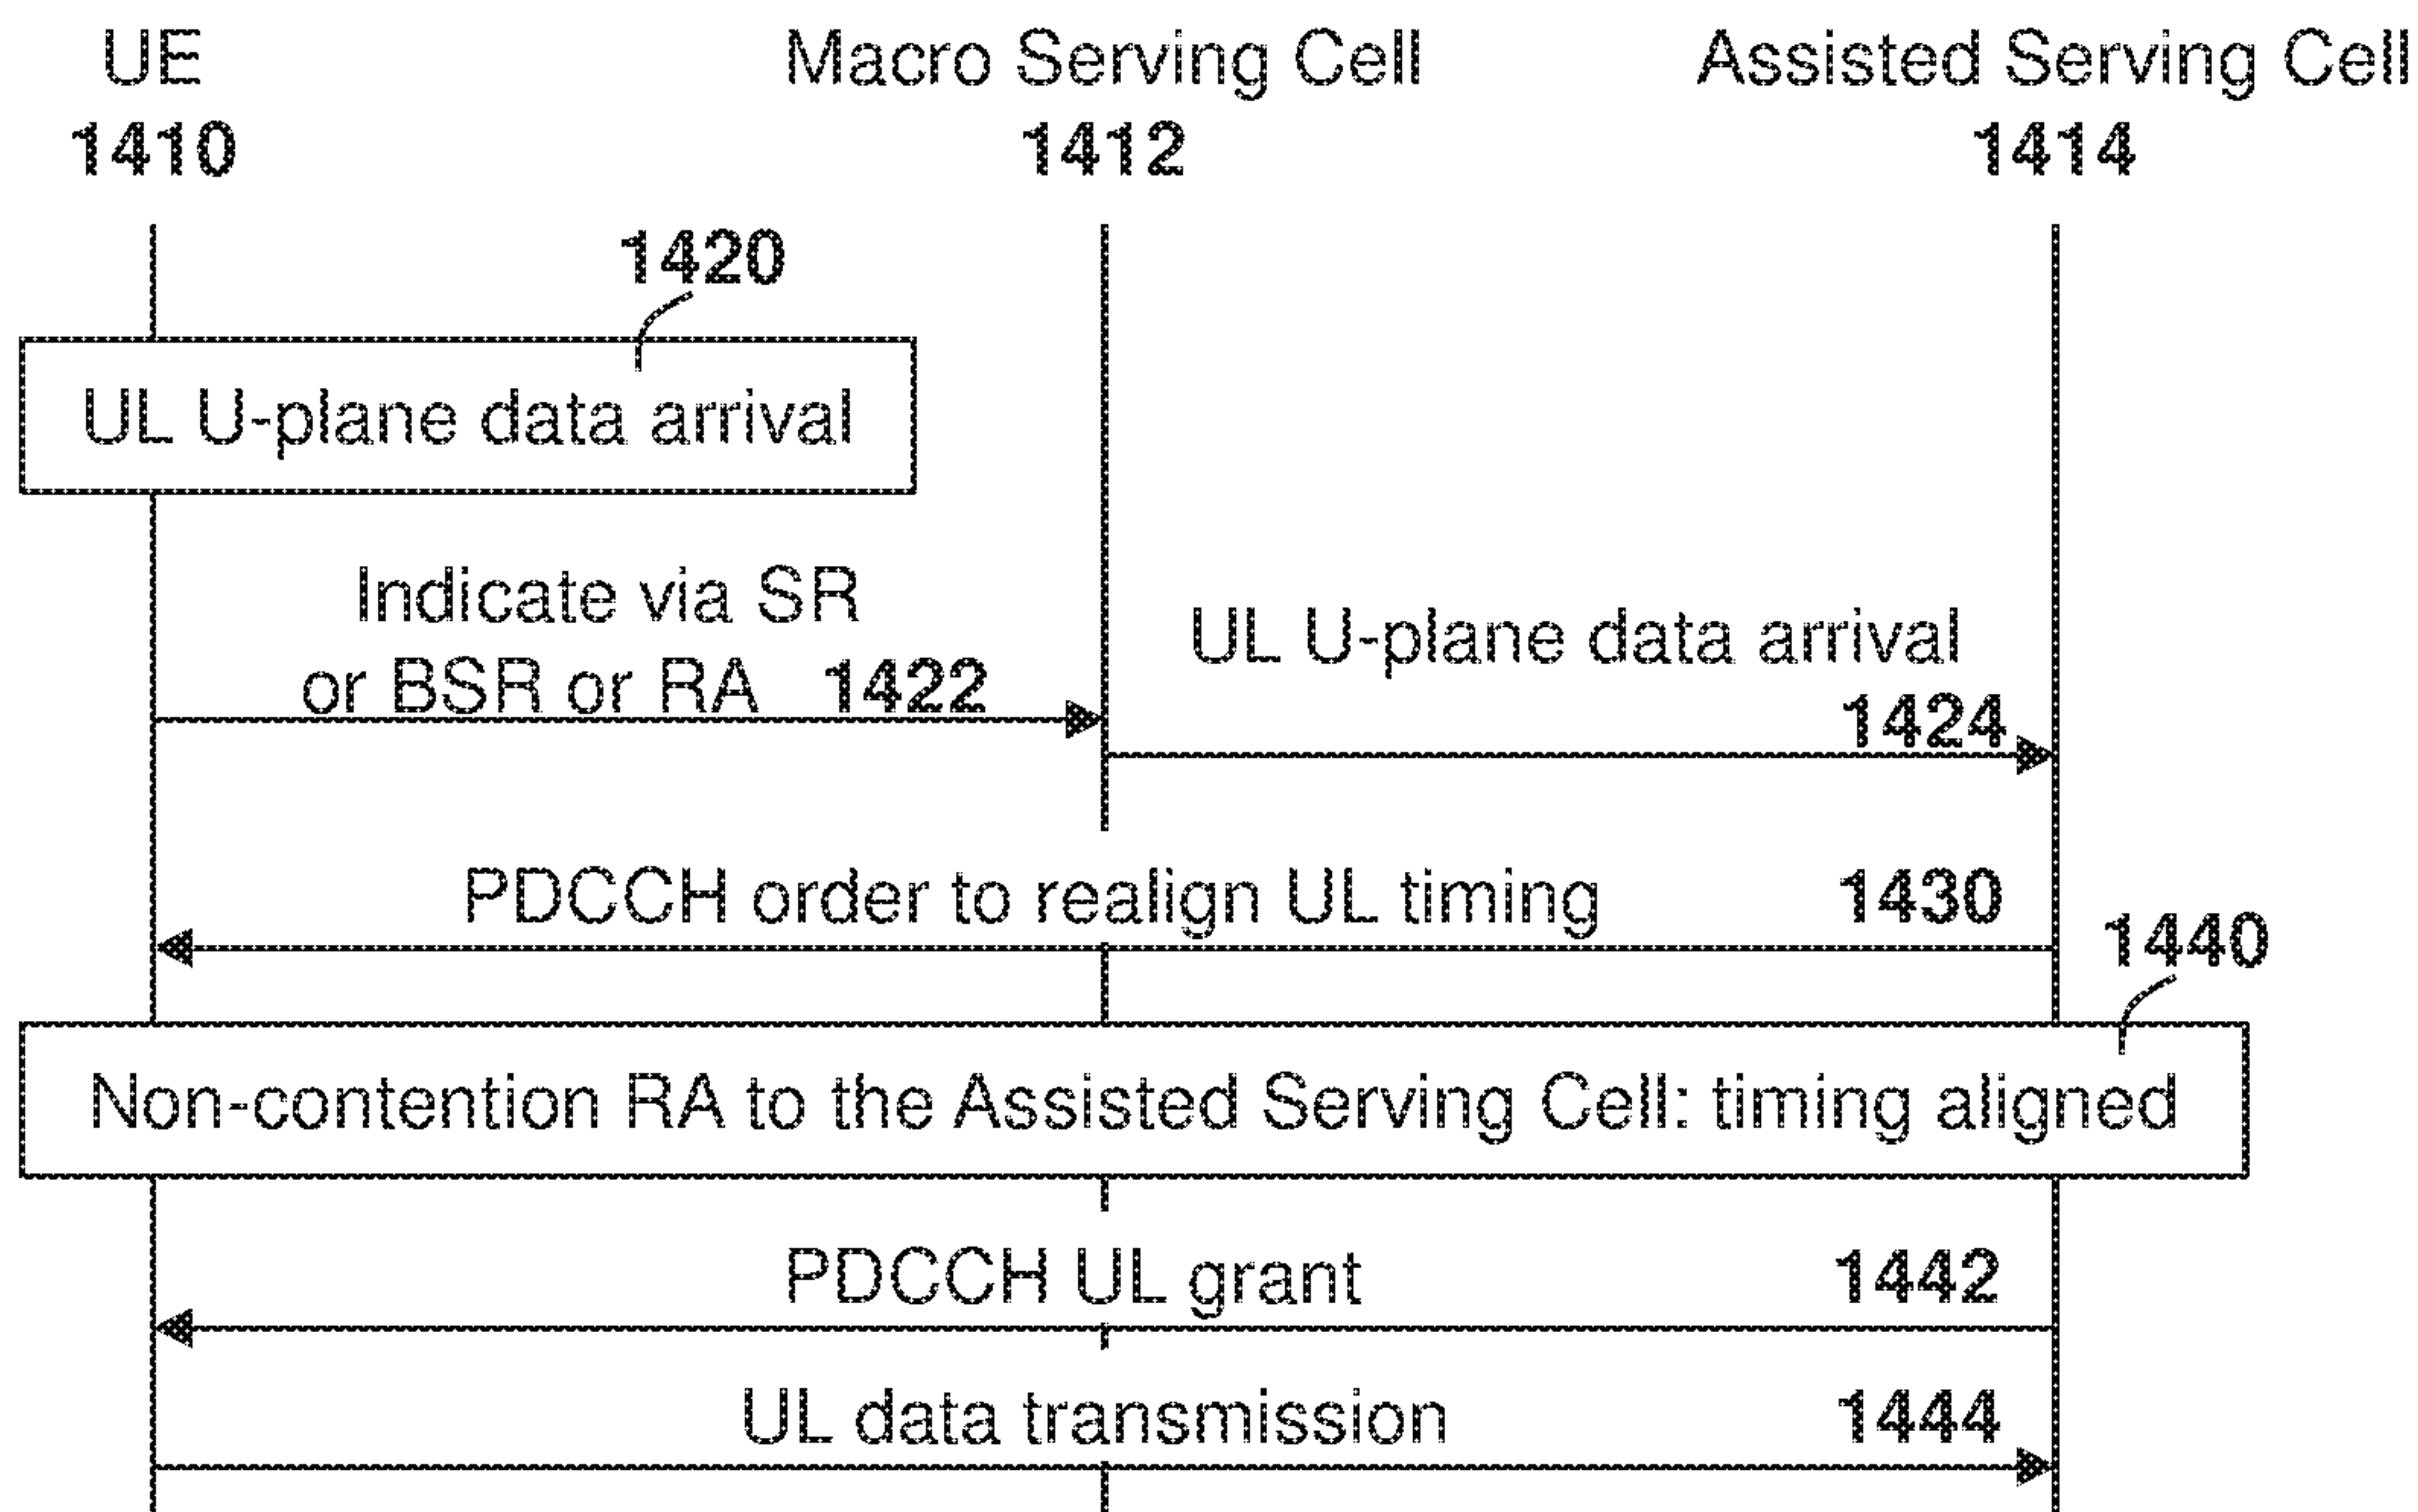 UE
1410
Macro Serving Cell
1412
Assisted Serving Cell
1414
1420
UL U-plane data arrival
Indicate via SR
or BSR or RA 1422
UL U-plane data arrival
1424
PDCCH order to realign UL timing 1430
1440
Non-contention RA to the Assisted Serving Cell: timing aligned
PDCCH UL grant 1442
UL data transmission 1444